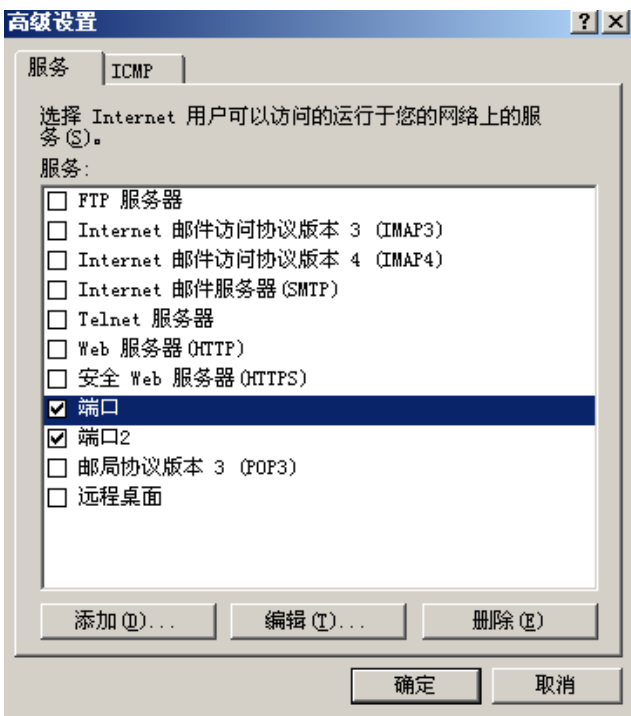 高级设置
服务
ICMP
选择 Internet 用户可以访问的运行于您的网络上的服
务(S)。
服务:
FTP 服务器
Internet 邮件访问协议版本 3 (IMAP3)
Internet 邮件访问协议版本 4 (IMAP4)
Internet 邮件服务器(SMTP)
Telnet 服务器
Web 服务器(HTTP)
安全 Web 服务器(HTTPS)
端口
端口2
邮局协议版本 3 (POP3)
远程桌面
添加(D)...
编辑(T)...
删除(E)
确定
取消